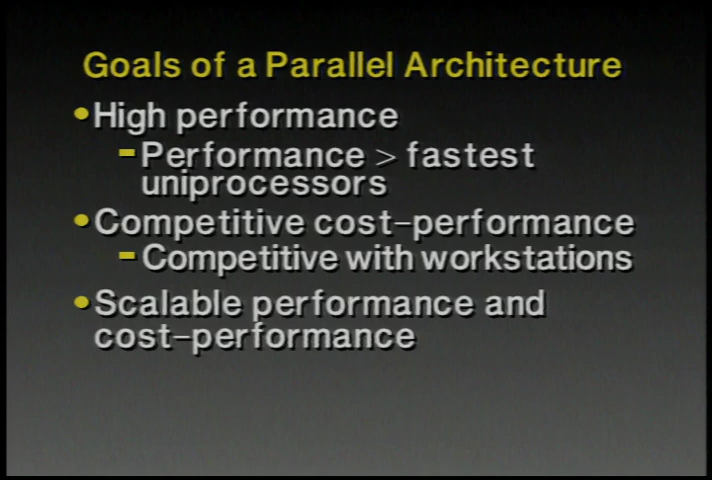 Goals of a Parallel Architecture
•High performance
-Performance > fastest
uniprocessors
•Competitive cost-performance
-Competitive with workstations
•Scalable performance and
cost-performance